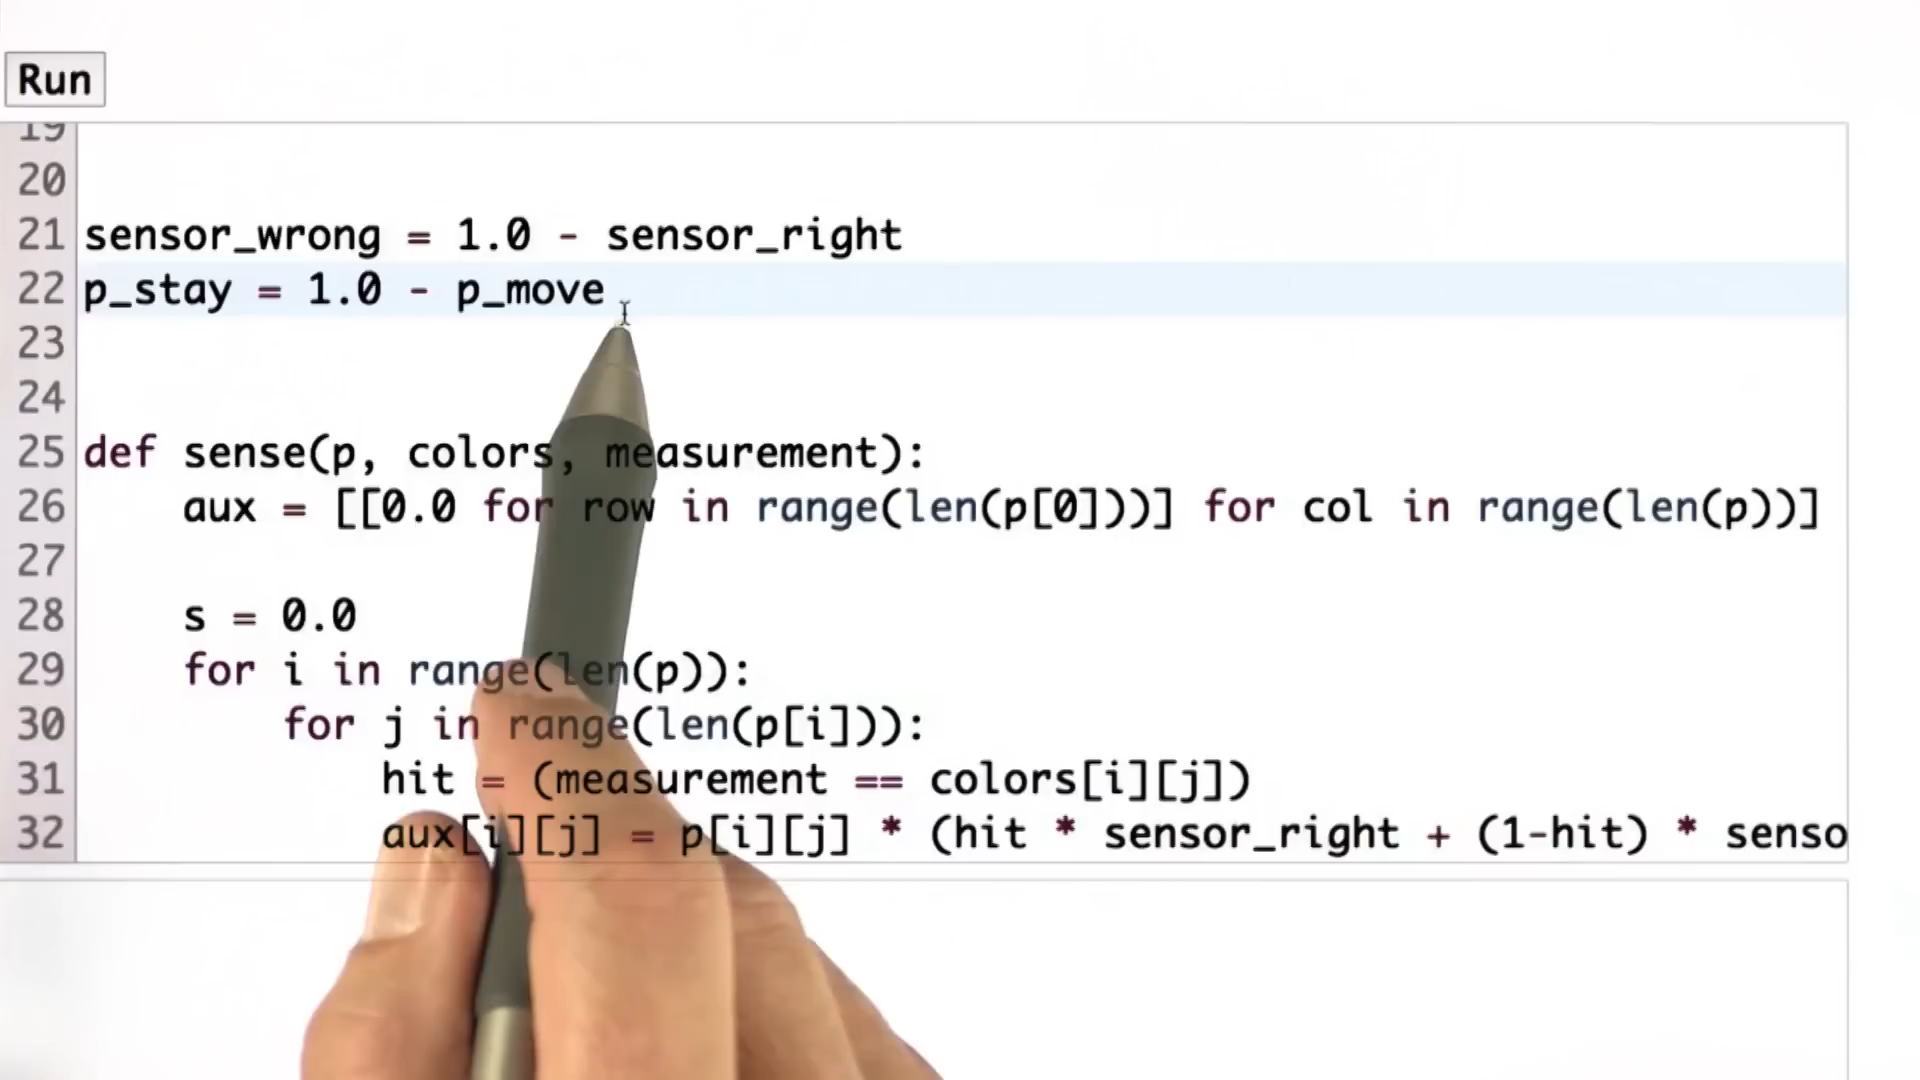 Run
19
20
21 sensor_wrong = 1.0 - sensor_right
22 p_stay = 1.0 - p_move
23
24
25 def sense(p, colors, measurement):
26 aux = [[0.0 for row in range(len(p[0]))] for col in range(len(p))]
27
28 s = 0.0
29 for i in range(len(p)):
30 for j in range(len(p[i])):
31 hit = (measurement == colors[i][j])
32 aux[i][j] = p[i][j] * (hit * sensor_right + (1-hit) * senso